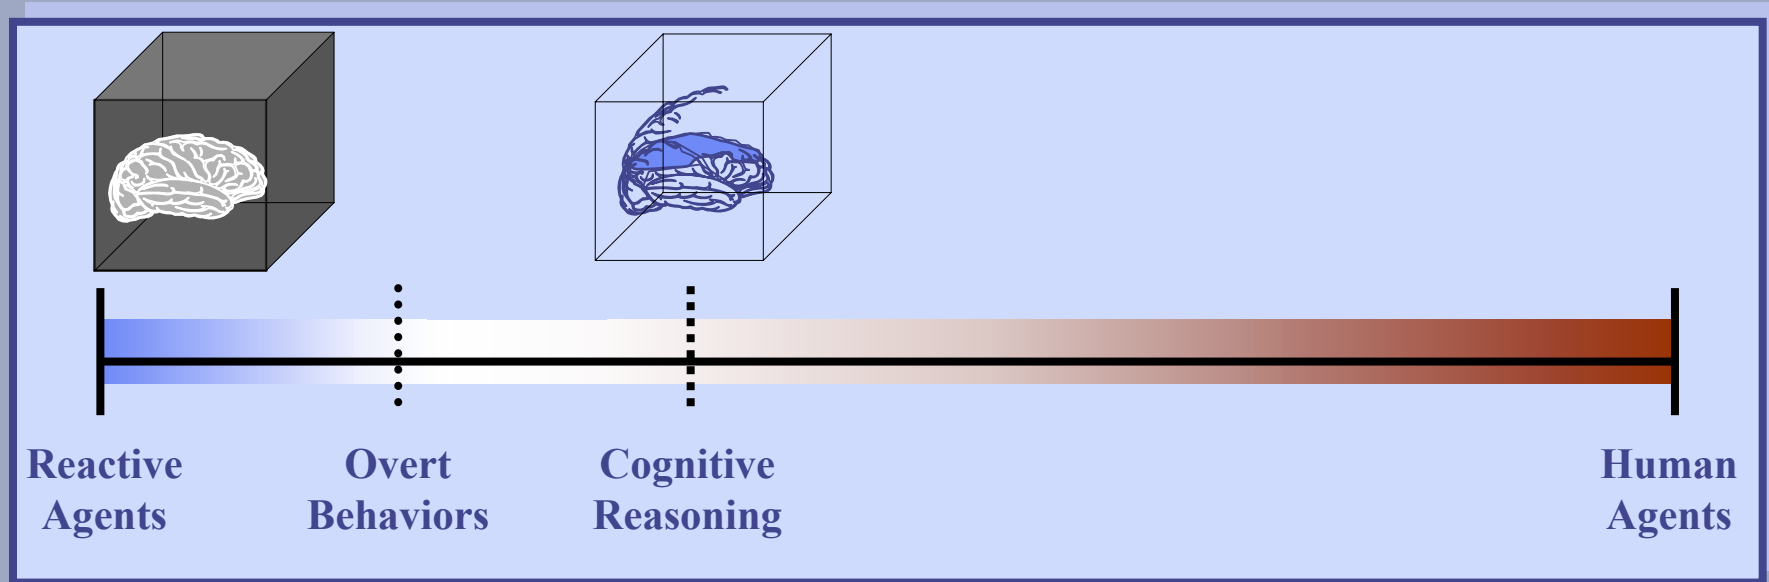 Reactive
Agents
Overt
Behaviors
Cognitive
Reasoning
Human
Agents